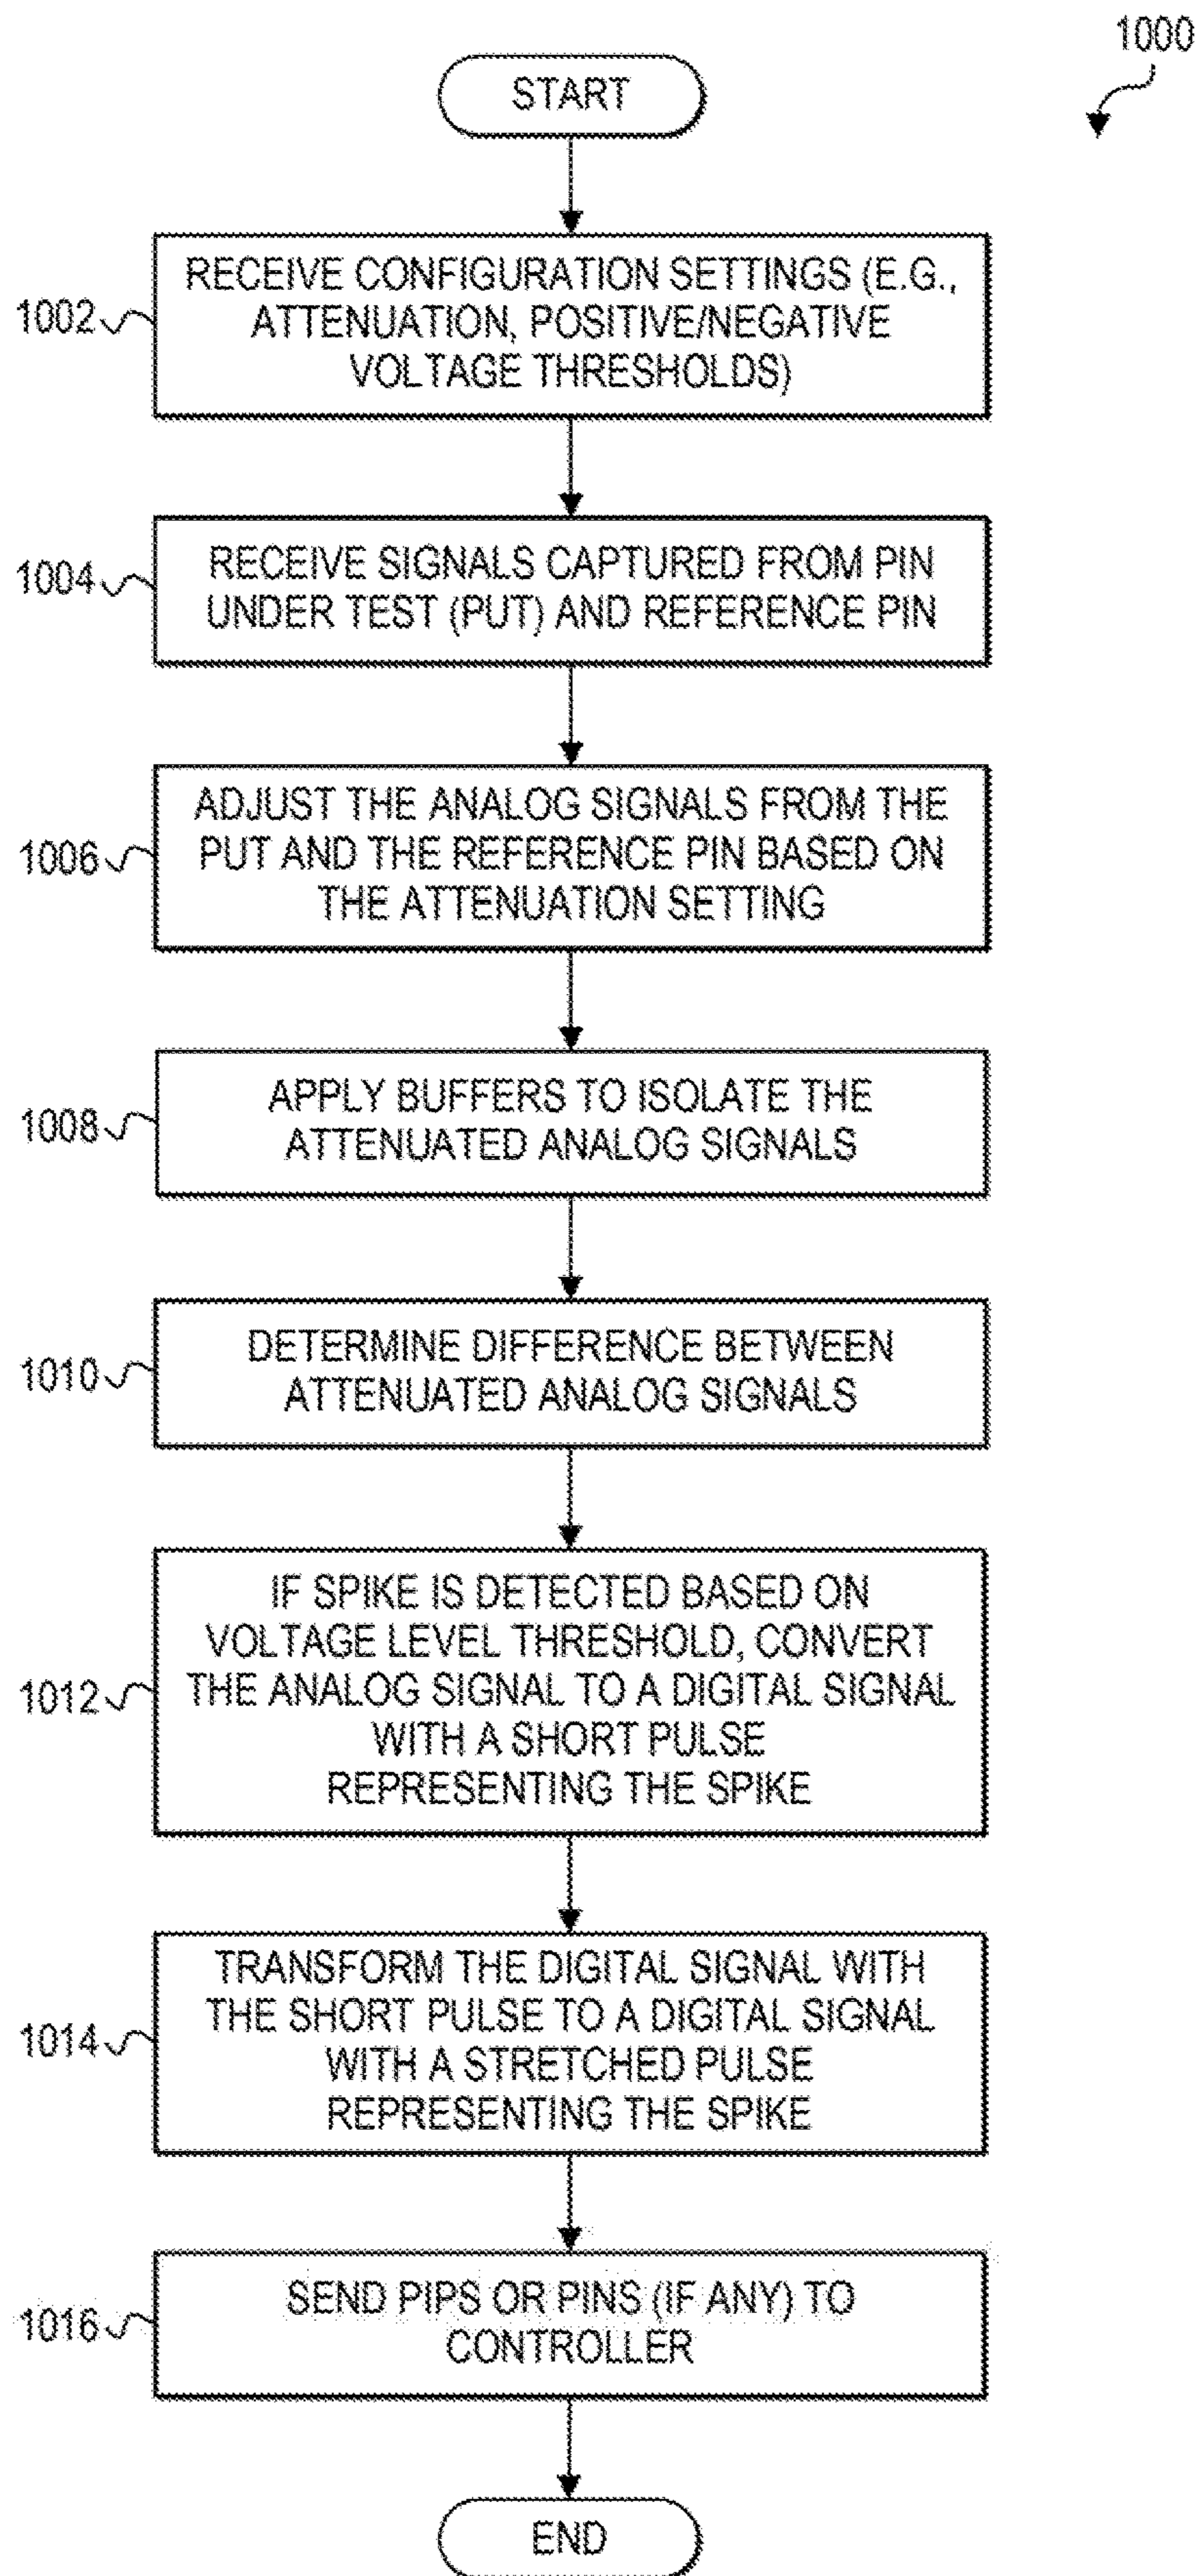 1000
START
1002
RECEIVE CONFIGURATION SETTINGS (E.G.,
ATTENUATION, POSITIVE/NEGATIVE
VOLTAGE THRESHOLDS)
1004
RECEIVE SIGNALS CAPTURED FROM PIN
UNDER TEST (PUT) AND REFERENCE PIN
1006
ADJUST THE ANALOG SIGNALS FROM THE
PUT AND THE REFERENCE PIN BASED ON
THE ATTENUATION SETTING
1008
APPLY BUFFERS TO ISOLATE THE
ATTENUATED ANALOG SIGNALS
1010
DETERMINE DIFFERENCE BETWEEN
ATTENUATED ANALOG SIGNALS
1012
IF SPIKE IS DETECTED BASED ON
VOLTAGE LEVEL THRESHOLD, CONVERT
THE ANALOG SIGNAL TO A DIGITAL SIGNAL
WITH A SHORT PULSE
REPRESENTING THE SPIKE
1014
TRANSFORM THE DIGITAL SIGNAL WITH
THE SHORT PULSE TO A DIGITAL SIGNAL
WITH A STRETCHED PULSE
REPRESENTING THE SPIKE
1016
SEND PIPS OR PINS (IF ANY) TO
CONTROLLER
END